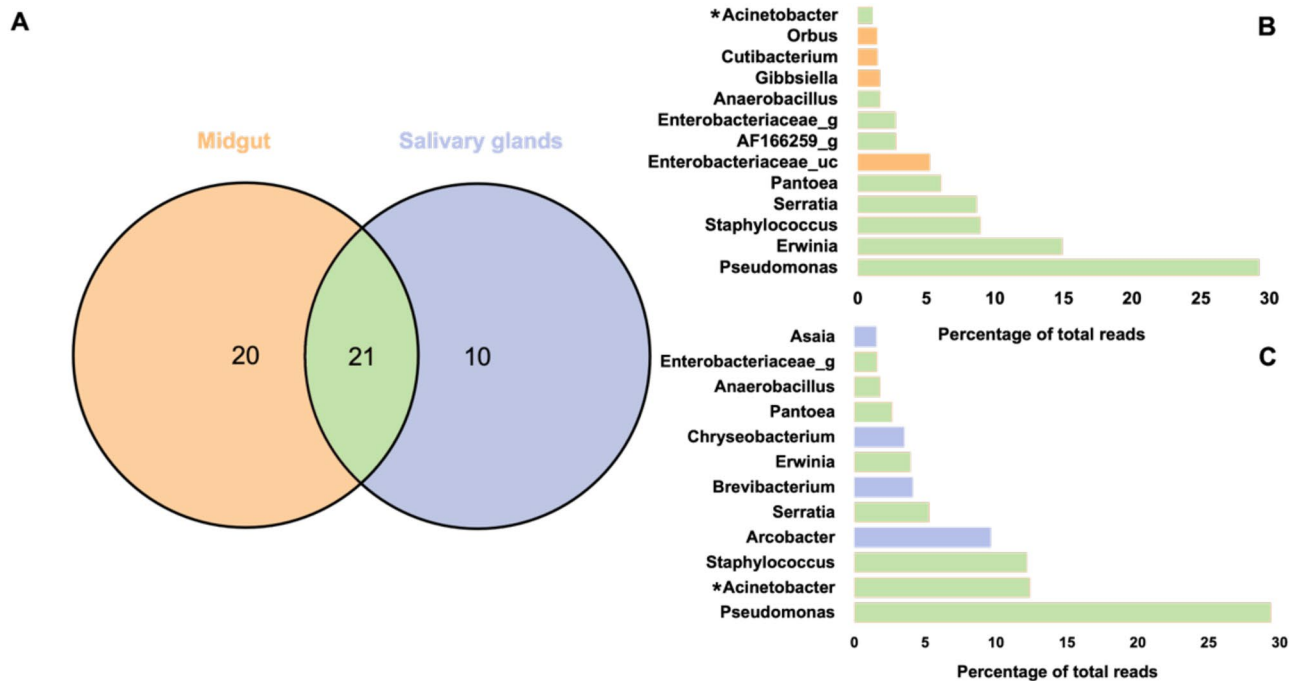 A
Midgut
Salivary glands
20
21
10
B
*Acinetobacter
Orbus
Cutibacterium
Gibbsiella
Anaerobacillus
Enterobacteriaceae_g
AF166259_g
Enterobacteriaceae_uc
Pantoea
Serratia
Staphylococcus
Erwinia
Pseudomonas
0 5 10 15 20 25 30
Percentage of total reads
C
Asaia
Enterobacteriaceae_g
Anaerobacillus
Pantoea
Chryseobacterium
Erwinia
Brevibacterium
Serratia
Arcobacter
Staphylococcus
*Acinetobacter
Pseudomonas
0 5 10 15 20 25 30
Percentage of total reads